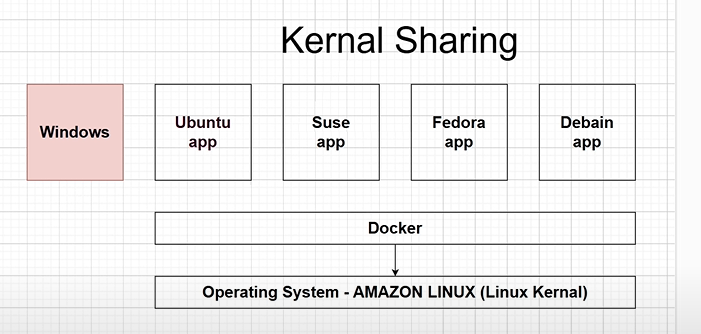 Kernal Sharing
Windows
Ubuntu
app
Suse
app
Fedora
app
Debain
app
Docker
Operating System - AMAZON LINUX (Linux Kernal)